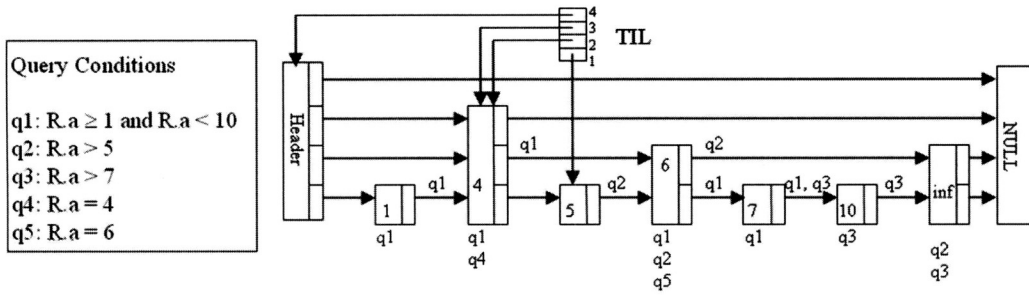 Query Conditions
q1: R.a ≥ 1 and R.a < 10
q2: R.a > 5
q3: R.a > 7
q4: R.a = 4
q5: R.a = 6
4
3
2
1
TIL
Header
NULL
q1
q2
6
q1
4
q2
q1
q1, q3
q3
inf
1
5
7
10
q1
q1
q4
q1
q2
q5
q1
q3
q2
q3